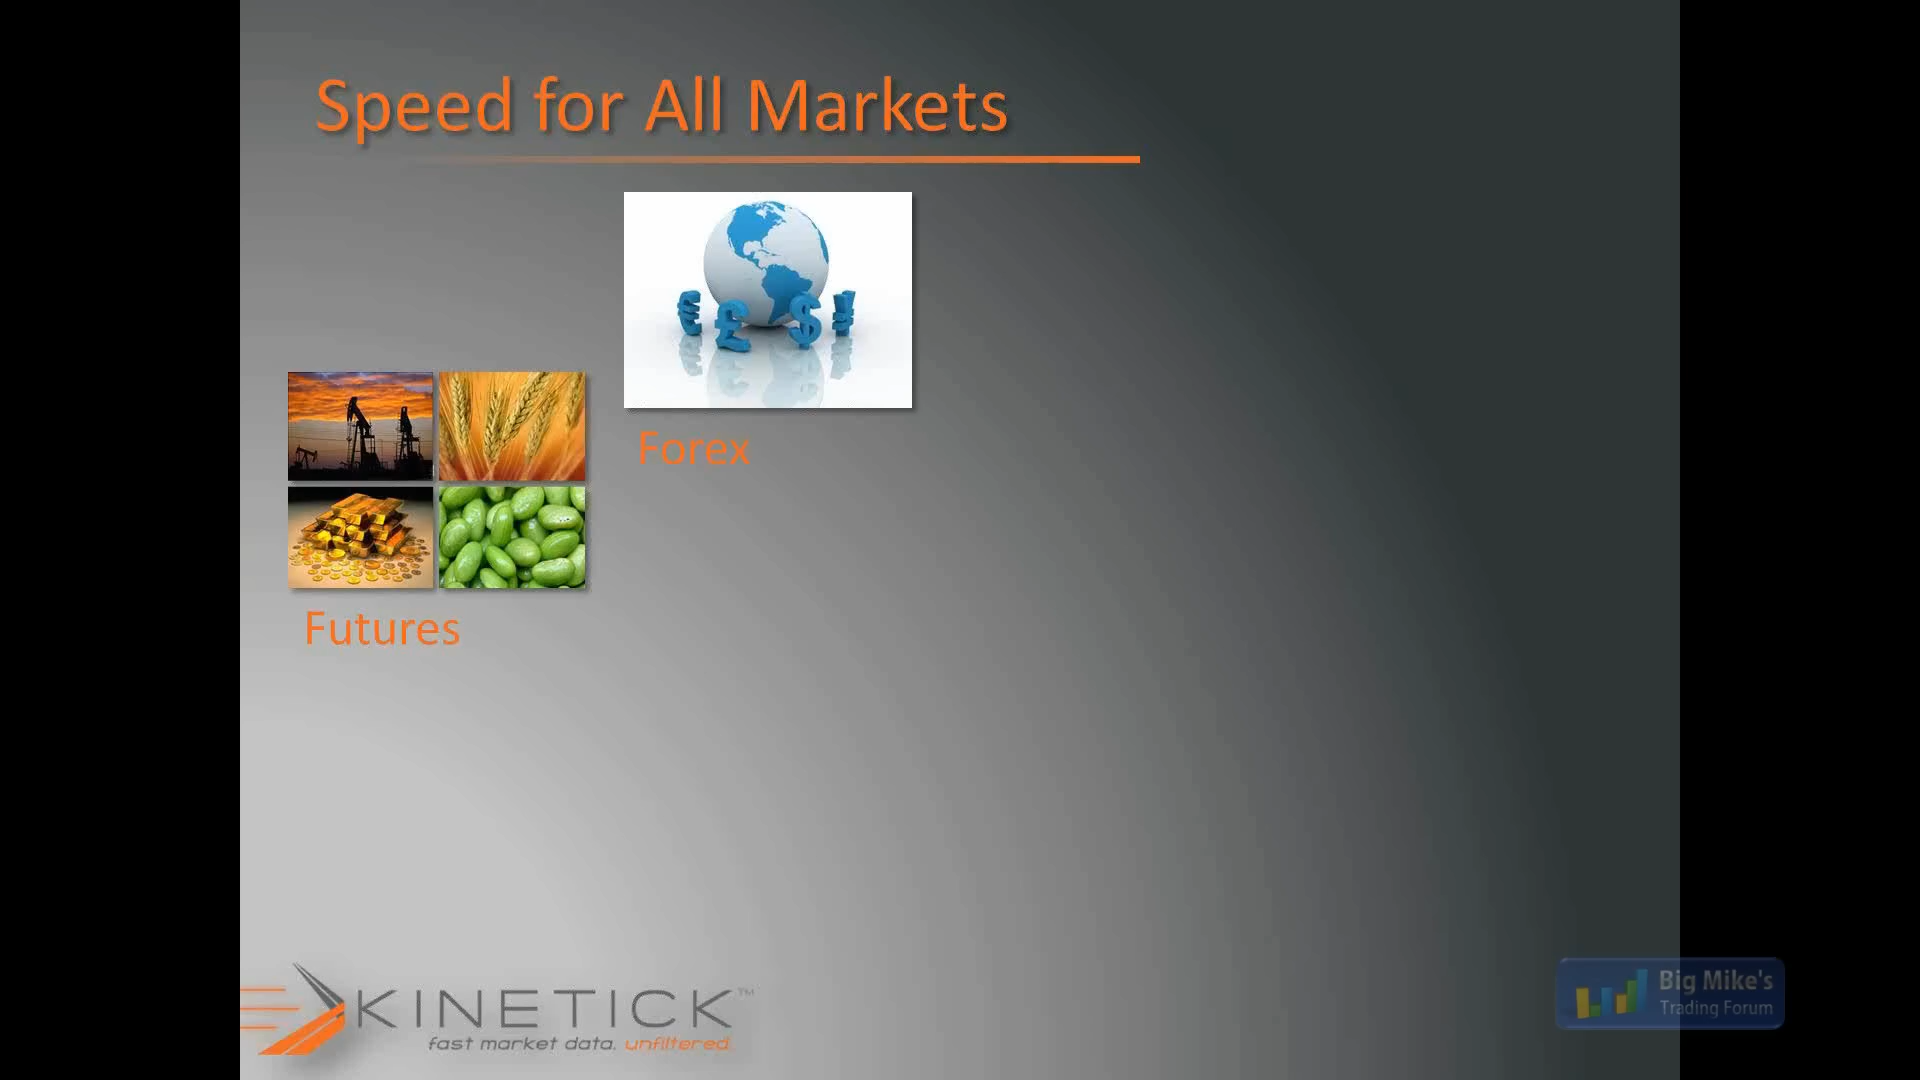 Speed for All Markets
Forex
Futures
KINETICK™
fast market data. unfiltered.
Big Mike's
Trading Forum